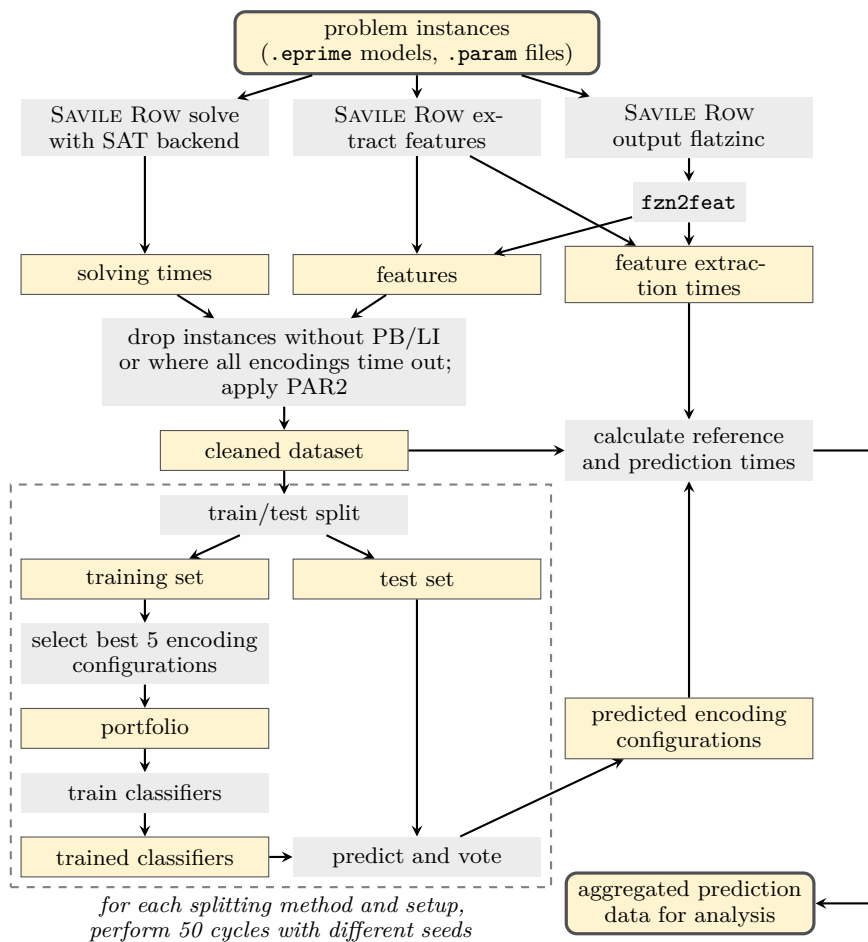 problem instances
(.eprime models, .param files)
SAVILE ROW solve
with SAT backend
SAVILE ROW ex-
tract features
SAVILE ROW
output flatzinc
fzn2feat
solving times
features
feature extrac-
tion times
drop instances without PB/LI
or where all encodings time out;
apply PAR2
cleaned dataset
calculate reference
and prediction times
train/test split
training set
test set
select best 5 encoding
configurations
portfolio
predicted encoding
configurations
train classifiers
trained classifiers
predict and vote
for each splitting method and setup,
perform 50 cycles with different seeds
aggregated prediction
data for analysis